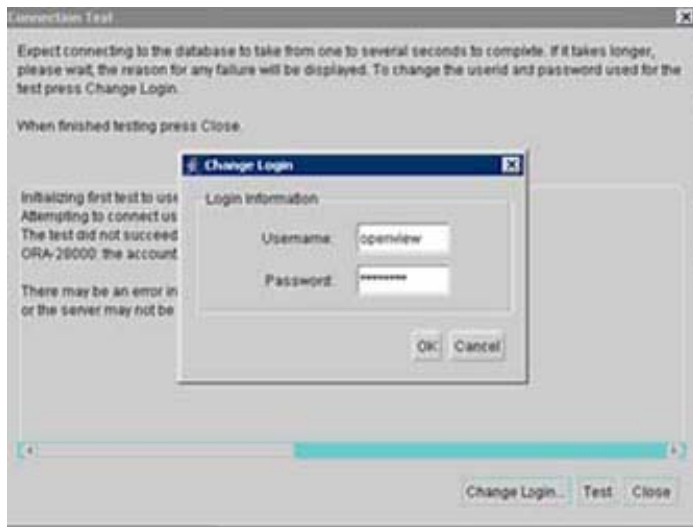 Connection Test
Expect connecting to the database to take from one to several seconds to complete. If it takes longer,
please wait, the reason for any failure will be displayed. To change the userid and password used for the
test press Change Login.
When finished testing press Close.
Change Login
Initializing first test to use
Login Information
Attempting to connect us
The test did not succeed
Username:
openview
ORA-28000: the account
Password:
*********
There may be an error in
or the server may not be
OK Cancel
Change Login... Test Close